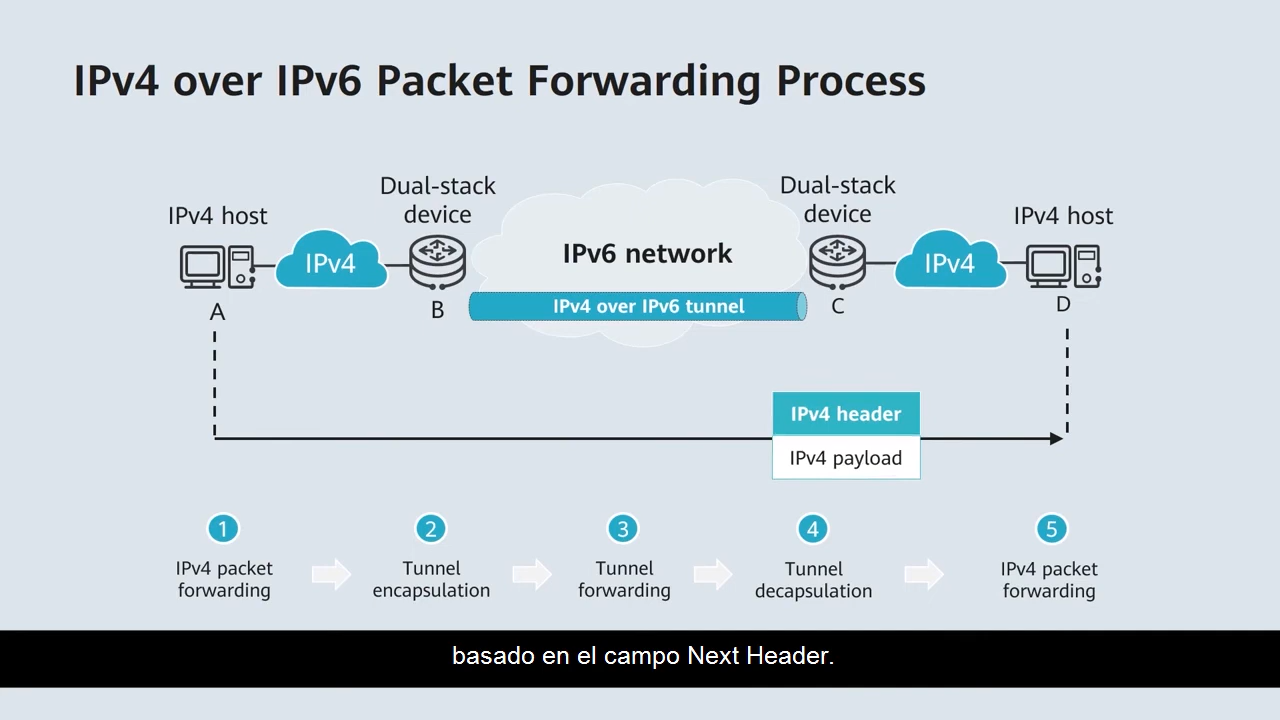 IPv4 over IPv6 Packet Forwarding Process
Dual-stack
device
Dual-stack
device
IPv4 host
IPv4 host
IPv4
IPv6 network
IPv4
IPv4 over IPv6 tunnel
A
B
C
D
IPv4 header
IPv4 payload
1
2
3
4
5
IPv4 packet
forwarding
Tunnel
encapsulation
Tunnel
forwarding
Tunnel
decapsulation
IPv4 packet
forwarding
basado en el campo Next Header.